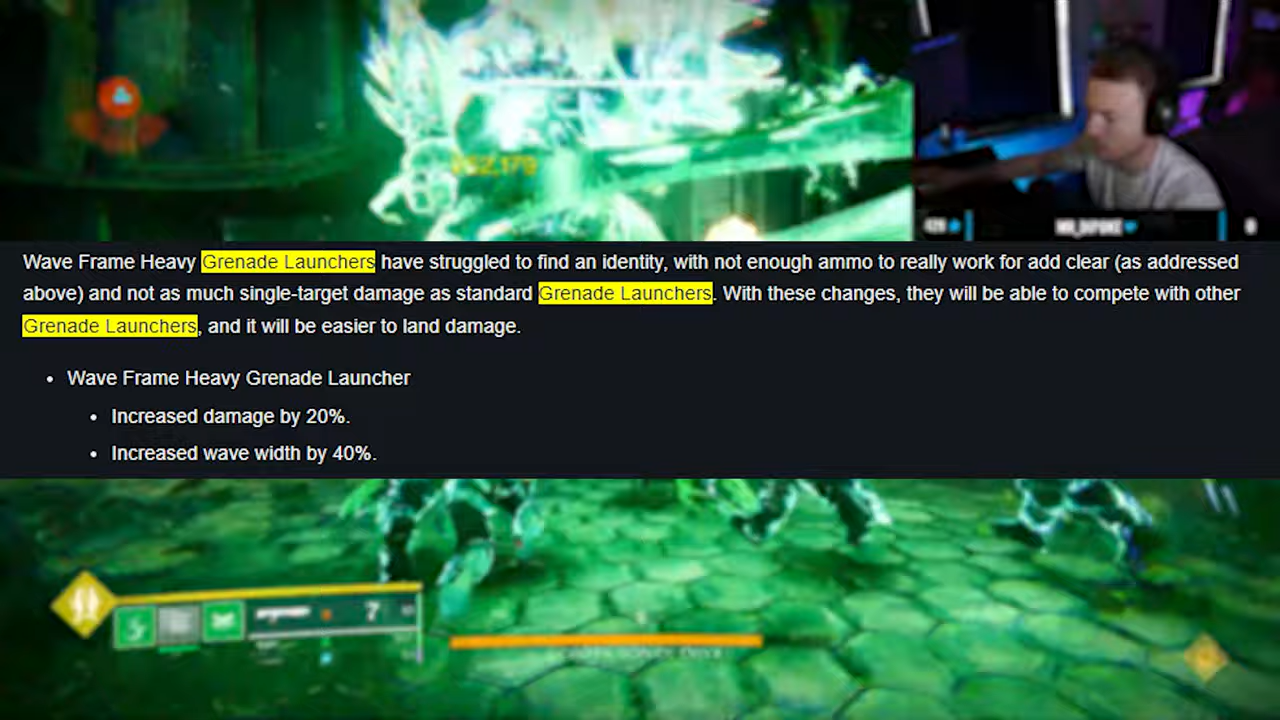 Wave Frame Heavy Grenade Launchers have struggled to find an identity, with not enough ammo to really work for add clear (as addressed
above) and not as much single-target damage as standard Grenade Launchers. With these changes, they will be able to compete with other
Grenade Launchers, and it will be easier to land damage.
• Wave Frame Heavy Grenade Launcher
• Increased damage by 20%.
• Increased wave width by 40%.
7